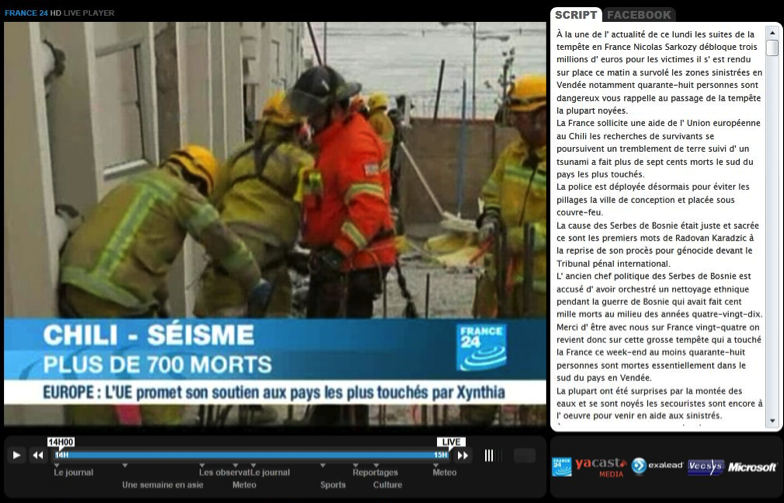 FRANCE 24 HD LIVE PLAYER
CHILI - SÉISME
PLUS DE 700 MORTS
FRANCE
24
EUROPE : L'UE promet son soutien aux pays les plus touchés par Xynthia
14H00
LIVE
14H
15H
Le journal
Une semaine en asie
Les observat
Meteo
Le journal
Sports
Reportages
Culture
Meteo
SCRIPT
FACEBOOK
À la une de l' actualité de ce lundi les suites de la
tempête en France Nicolas Sarkozy débloque trois
millions d' euros pour les victimes il s' est rendu
sur place ce matin a survolé les zones sinistrées en
Vendée notamment quarante-huit personnes sont
dangereux vous rappelle au passage de la tempête
la plupart noyées.
La France sollicite une aide de l' Union européenne
au Chili les recherches de survivants se
poursuivent un tremblement de terre suivi d' un
tsunami a fait plus de sept cents morts le sud du
pays les plus touchés.
La police est déployée désormais pour éviter les
pillages la ville de conception et placée sous
couvre-feu.
La cause des Serbes de Bosnie était juste et sacrée
ce sont les premiers mots de Radovan Karadzic à
la reprise de son procès pour génocide devant le
Tribunal pénal international.
L' ancien chef politique des Serbes de Bosnie est
accusé d' avoir orchestré un nettoyage ethnique
pendant la guerre de Bosnie qui avait fait cent
mille morts au milieu des années quatre-vingt-dix.
Merci d' être avec nous sur France vingt-quatre on
revient donc sur cette grosse tempête qui a touché
la France ce week-end au moins quarante-huit
personnes sont mortes essentiellement dans le
sud du pays en Vendée.
La plupart ont été surprises par la montée des
eaux et se sont noyés les secouristes sont encore à
l' oeuvre pour venir en aide aux sinistrés.
FRANCE
24
yacast
MEDIA
exalead
Vecsys
Microsoft